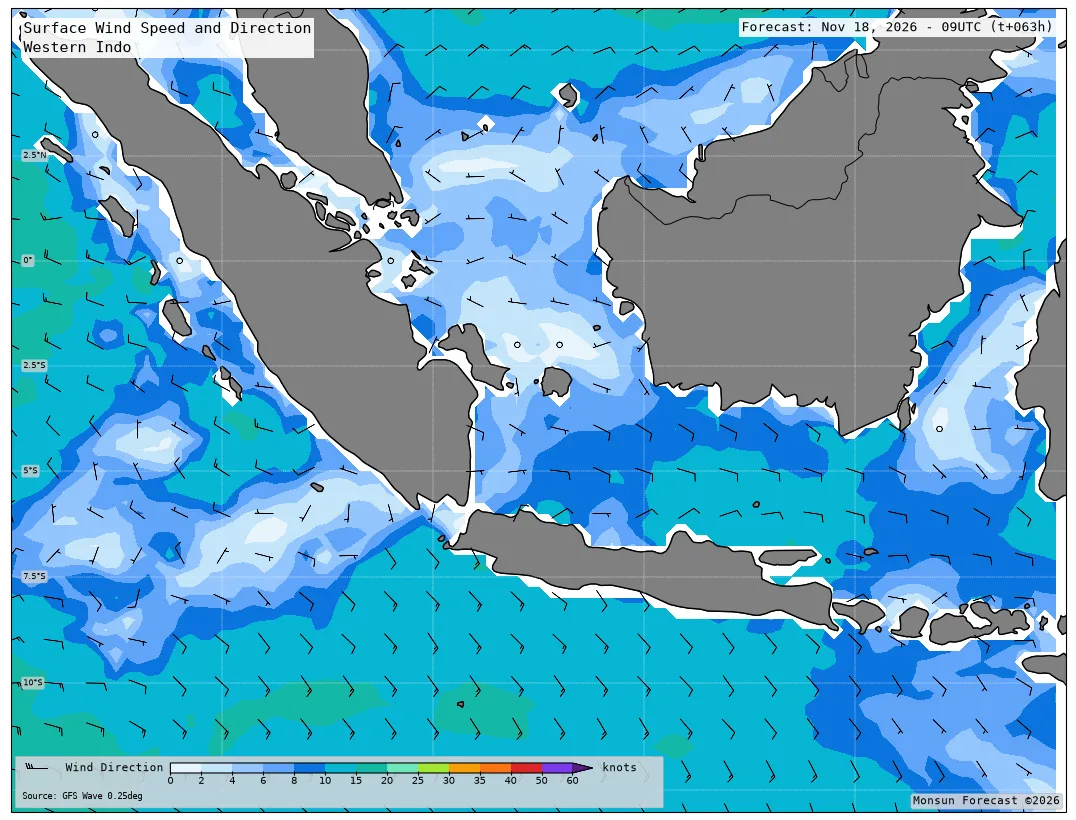 Surface Wind Speed and Direction
Western Indo
Forecast: Nov 18, 2026 - 09UTC (t+063h)
2.5°N
0°
2.5°S
5°S
7.5°S
10°S
Wind Direction
knots
0 2 4 6 8 10 15 20 25 30 40 45 50 60
Source: GFS Wave 0.25deg
Monsun Forecast ©2026